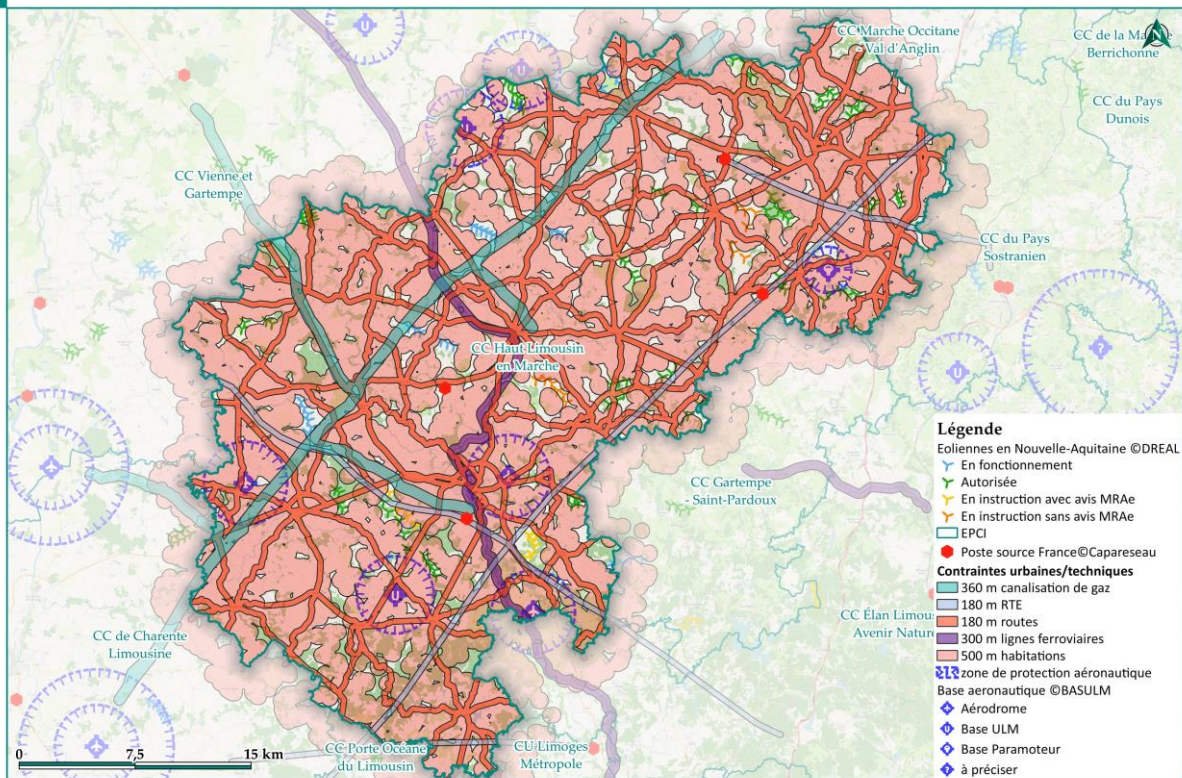 CC Marche Occitane
- Val d'Anglin
N
CC de la Ma
Berrichonne
CC du Pays
Dunois
CC Vienne et
Gartempe
CC du Pays
Sostranien
CC Haut Limousin
en Marche
CC Gartempe
- Saint-Pardoux
CC Élan Limous
Avenir Nature
CC de Charente
Limousine
CC Porte Océane
du Limousin
CU Limoges
Métropole
0 7,5 15 km
Légende
Eoliennes en Nouvelle-Aquitaine ©DREAL
En fonctionnement
Autorisée
En instruction avec avis MRAe
En instruction sans avis MRAe
EPCI
Poste source France©Capareseau
Contraintes urbaines/techniques
360 m canalisation de gaz
180 m RTE
180 m routes
300 m lignes ferroviaires
500 m habitations
zone de protection aéronautique
Base aeronautique ©BASULM
Aérodrome
Base ULM
Base Paramoteur
à préciser